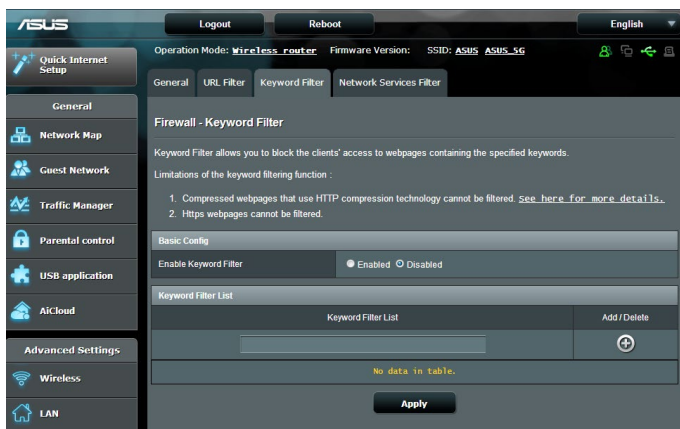 ASUS
Logout
Reboot
English
Quick Internet
Setup
Operation Mode: Wireless router Firmware Version: SSID: ASUS ASUS_5G
General
URL Filter
Keyword Filter
Network Services Filter
General
Network Map
Guest Network
Traffic Manager
Parental control
USB application
AiCloud
Advanced Settings
Wireless
LAN
Firewall - Keyword Filter
Keyword Filter allows you to block the clients' access to webpages containing the specified keywords.
Limitations of the keyword filtering function :
1. Compressed webpages that use HTTP compression technology cannot be filtered. See here for more details.
2. Https webpages cannot be filtered.
Basic Config
Enable Keyword Filter
Enabled Disabled
Keyword Filter List
Keyword Filter List
Add / Delete
No data in table.
Apply